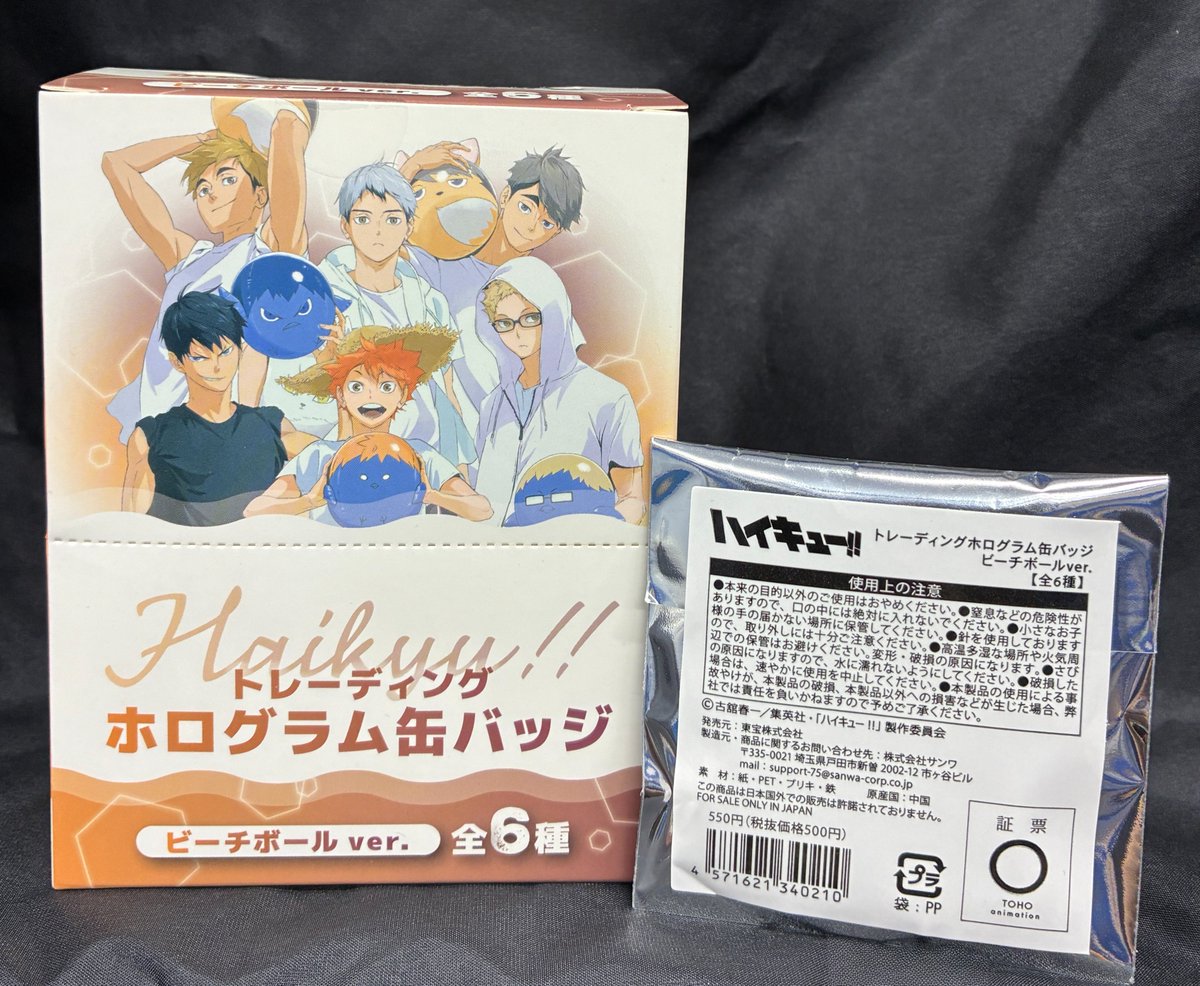 ビーチボール ver. 全6種
Haikyu!!
トレーディング
ホログラム缶バッジ
ビーチボール ver. 全6種
ハイキュー!! トレーディングホログラム缶バッジ
ビーチボールver.
【全6種】
使用上の注意
●本来の目的以外のご使用はおやめください。●窒息などの危険性が
ありますので、口の中には絶対に入れないでください。●小さなお子
様の手の届かない場所に保管してください。●針を使用しております
ので、取り外しには十分ご注意ください。●高温多湿な場所や火気周
辺での保管はお避けください。変形・破損の原因になります。●さび
の原因になりますので、水に濡れないようにしてください。●破損した
場合は、速やかに使用を中止してください。●本製品の使用による事
故やけが、本製品の破損、本製品以外への損害などが生じた場合、弊
社では責任を負いかねますので予めご了承ください。
©古舘春一／集英社・「ハイキュー!!」製作委員会
発売元：東宝株式会社
製造元・商品に関するお問い合わせ先：株式会社サンワ
〒335-0021 埼玉県戸田市新曽 2002-12 市ヶ谷ビル
mail：support-75@sanwa-corp.co.jp
素 材：紙・PET・ブリキ・鉄 原産国：中国
この商品は日本国外での販売は許諾されておりません。
FOR SALE ONLY IN JAPAN
550円（税抜価格500円）
4 571621 340210
プラ
袋：PP
証 票
TOHO
animation